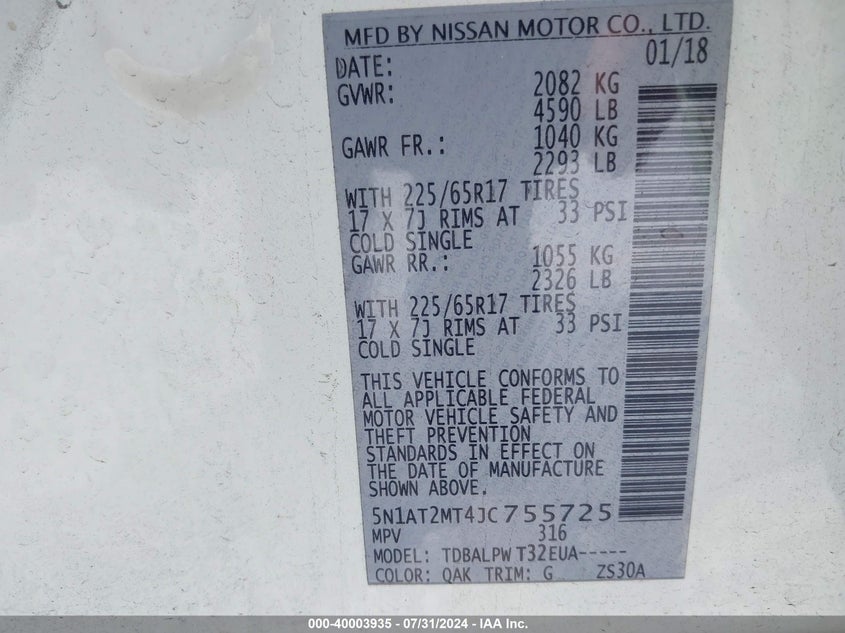 MFD BY NISSAN MOTOR CO., LTD.
DATE: 01/18
GVWR: 2082 KG
4590 LB
GAWR FR.: 1040 KG
2293 LB
WITH 225/65R17 TIRES
17 X 7J RIMS AT 33 PSI
COLD SINGLE
GAWR RR.: 1055 KG
2326 LB
WITH 225/65R17 TIRES
17 X 7J RIMS AT 33 PSI
COLD SINGLE
THIS VEHICLE CONFORMS TO
ALL APPLICABLE FEDERAL
MOTOR VEHICLE SAFETY AND
THEFT PREVENTION
STANDARDS IN EFFECT ON
THE DATE OF MANUFACTURE
SHOWN ABOVE.
5N1AT2MT4JC755725
MPV 316
MODEL: TDBALPW T32EUA-----
COLOR: QAK TRIM: G ZS30A
000-40003935 - 07/31/2024 - IAA Inc.